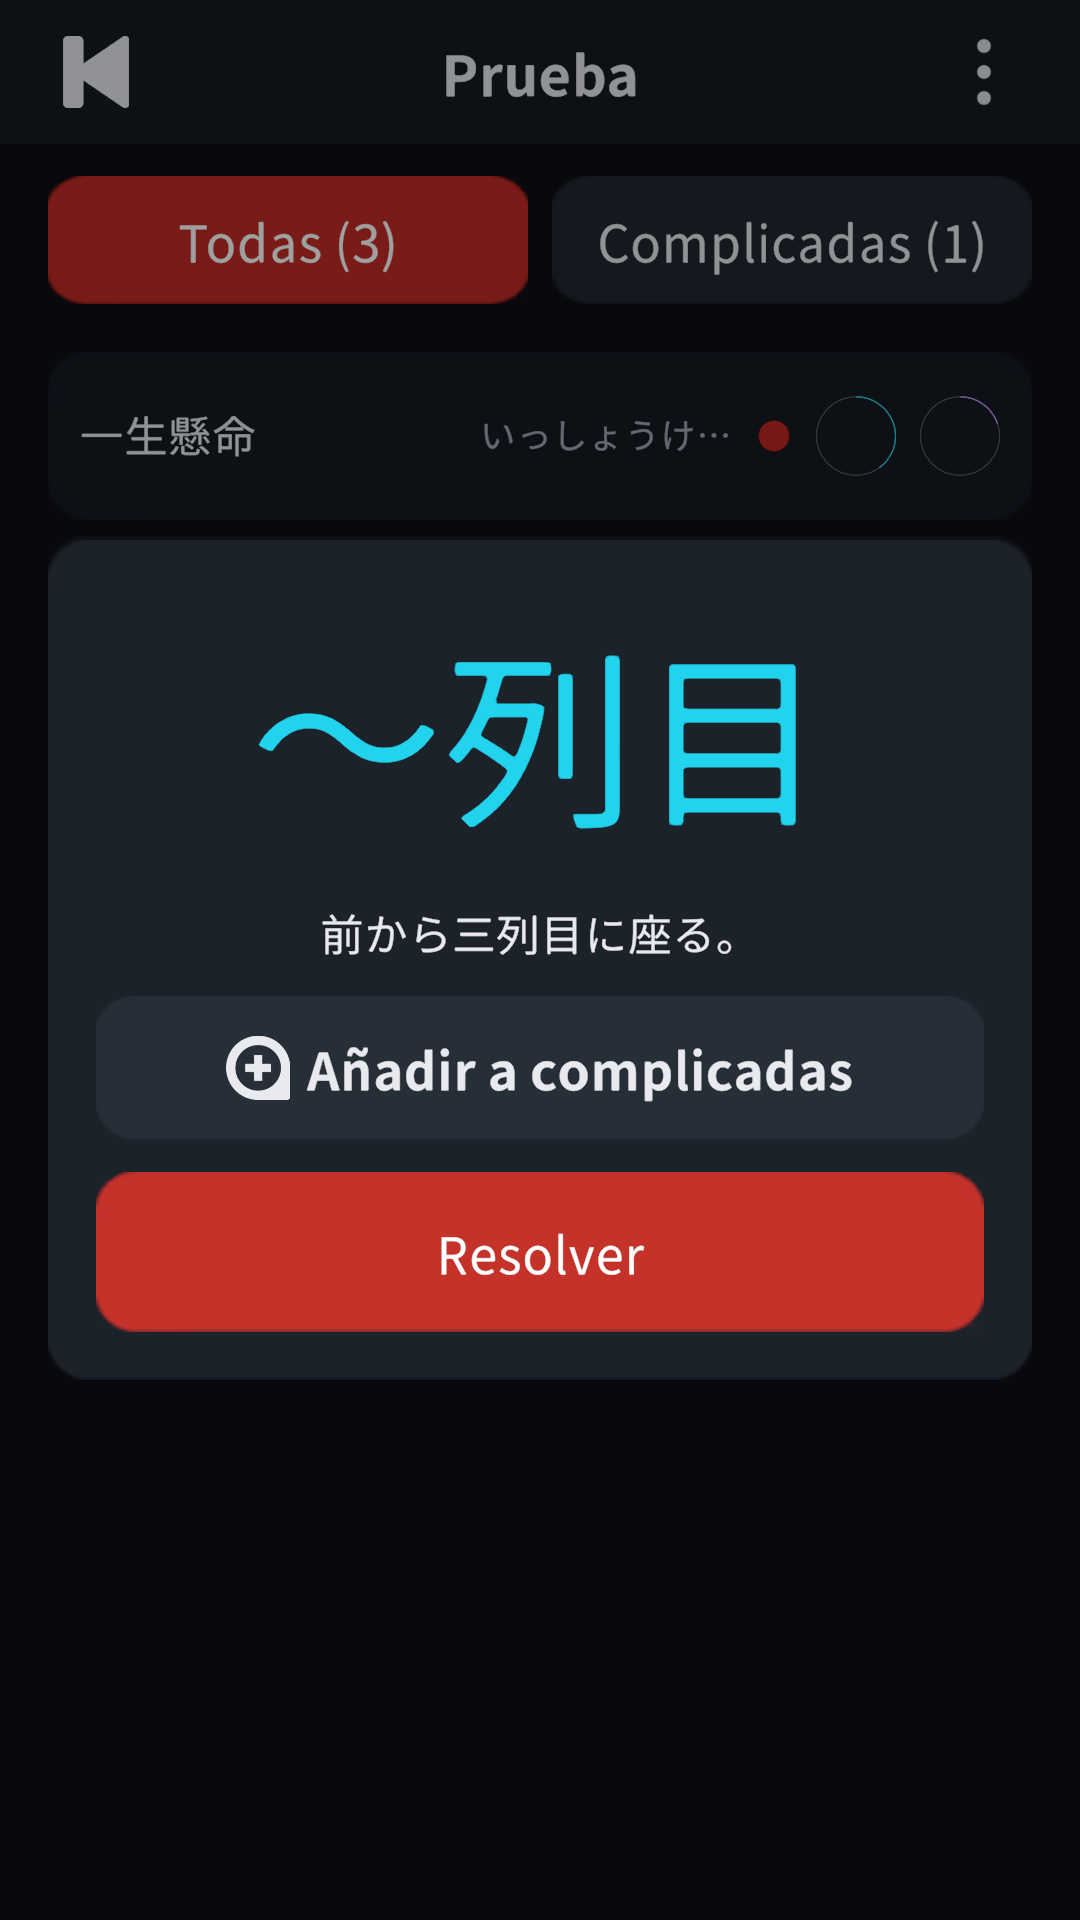 Prueba
Todas (3)
Complicadas (1)
一生懸命
いっしょうけ…
〜列目
前から三列目に座る。
Añadir a complicadas
Resolver